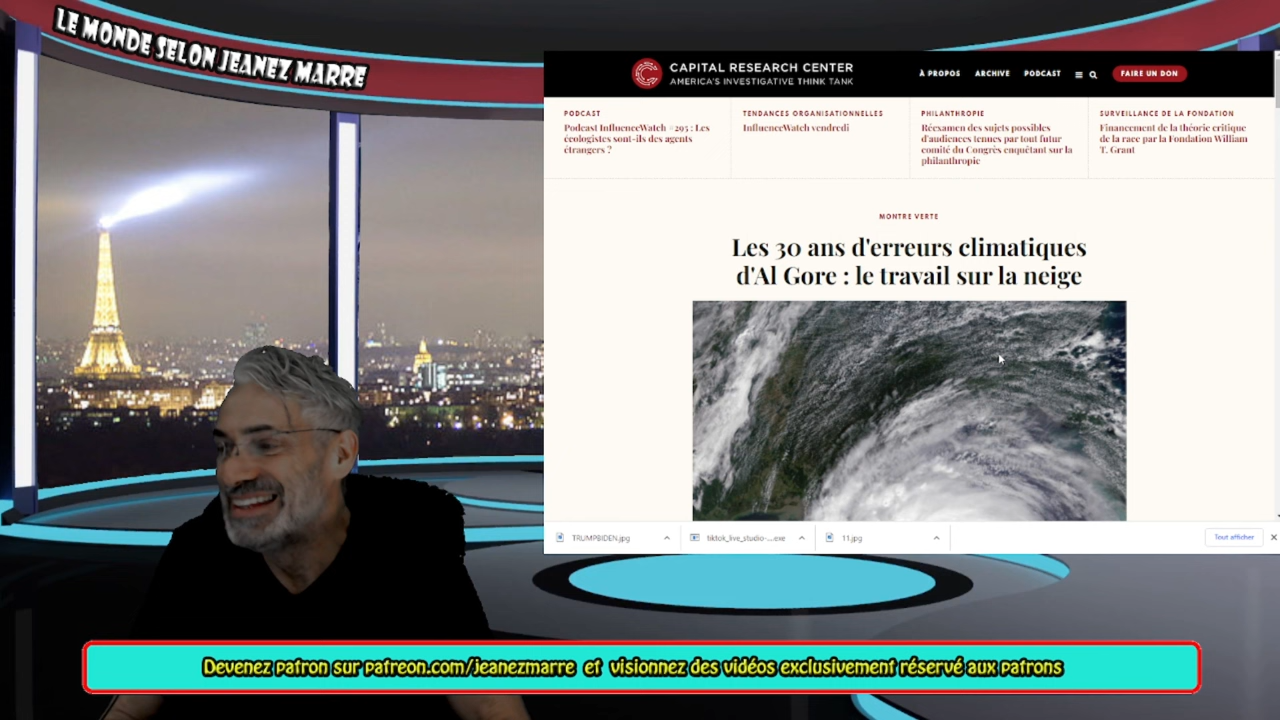 LE MONDE SELON JEANEZ MARRE
CAPITAL RESEARCH CENTER
AMERICA'S INVESTIGATIVE THINK TANK
À PROPOS
ARCHIVE
PODCAST
FAIRE UN DON
PODCAST
Podcast InfluenceWatch #295 : Les
écologistes sont-ils des agents
étrangers ?
TENDANCES ORGANISATIONNELLES
InfluenceWatch vendredi
PHILANTHROPIE
Réexamen des sujets possibles
d'audiences tenues par tout futur
comité du Congrès enquêtant sur la
philanthropie
SURVEILLANCE DE LA FONDATION
Financement de la théorie critique
de la race par la Fondation William
T. Grant
MONTRE VERTE
Les 30 ans d'erreurs climatiques
d'Al Gore : le travail sur la neige
TRUMPBIDEN.jpg
tiktok_live_studio-....exe
11.jpg
Tout afficher
Devenez patron sur patreon.com/jeanezmarre et visionnez des vidéos exclusivement réservé aux patrons